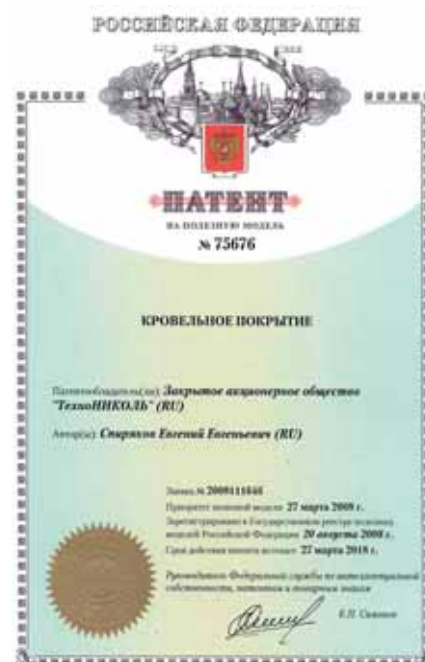 РОССИЙСКАЯ ФЕДЕРАЦИЯ
ПАТЕНТ
НА ПОЛЕЗНУЮ МОДЕЛЬ
№ 75676
КРОВЕЛЬНОЕ ПОКРЫТИЕ
Патентообладатель(ли): Закрытое акционерное общество
"ТехноНИКОЛЬ" (RU)
Автор(ы): Спиряков Евгений Евгеньевич (RU)
Заявка № 2008111646
Приоритет полезной модели 27 марта 2008 г.
Зарегистрировано в Государственном реестре полезных
моделей Российской Федерации 20 августа 2008 г.
Срок действия патента истекает 27 марта 2018 г.
Руководитель Федеральной службы по интеллектуальной
собственности, патентам и товарным знакам
Б.П. Симонов